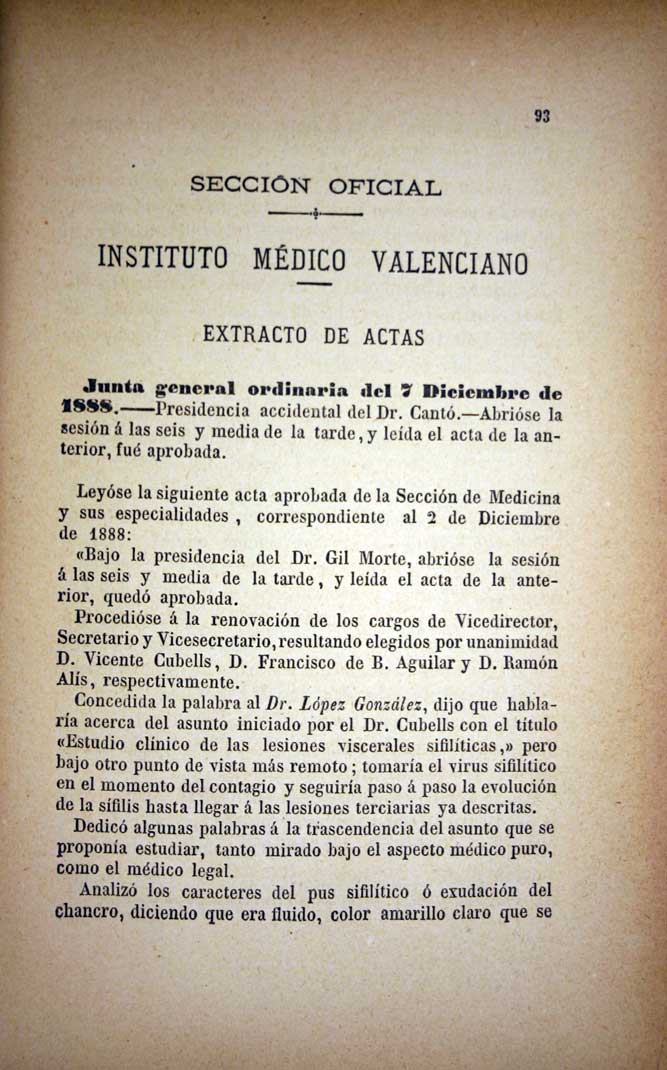 93
SECCIÓN OFICIAL
INSTITUTO MÉDICO VALENCIANO
EXTRACTO DE ACTAS
Junta general ordinaria del 7 Diciembre de
1888.—Presidencia accidental del Dr. Cantó.—Abrióse la
sesión á las seis y media de la tarde, y leída el acta de la an-
terior, fué aprobada.
Leyóse la siguiente acta aprobada de la Sección de Medicina
y sus especialidades , correspondiente al 2 de Diciembre
de 1888:
«Bajo la presidencia del Dr. Gil Morte, abrióse la sesión
á las seis y media de la tarde, y leída el acta de la ante-
rior, quedó aprobada.
Procedióse á la renovación de los cargos de Vicedirector,
Secretario y Vicesecretario, resultando elegidos por unanimidad
D. Vicente Cubells, D. Francisco de B. Aguilar y D. Ramón
Alís, respectivamente.
Concedida la palabra al Dr. López González, dijo que habla-
ría acerca del asunto iniciado por el Dr. Cubells con el título
«Estudio clínico de las lesiones viscerales sifilíticas,» pero
bajo otro punto de vista más remoto; tomaría el virus sifilítico
en el momento del contagio y seguiría paso á paso la evolución
de la sífilis hasta llegar á las lesiones terciarias ya descritas.
Dedicó algunas palabras á la trascendencia del asunto que se
proponía estudiar, tanto mirado bajo el aspecto médico puro,
como el médico legal.
Analizó los caracteres del pus sifilítico ó exudación del
chancro, diciendo que era fluido, color amarillo claro que se